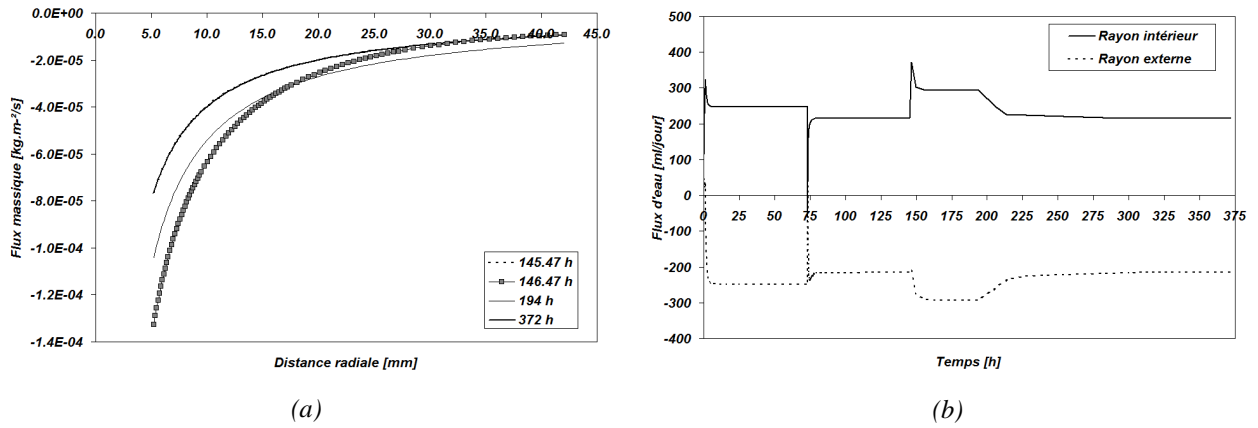 0.0E+00
0.0 5.0 10.0 15.0 20.0 25.0 30.0 35.0 40.0 45.0
-2.0E-05
-4.0E-05
-6.0E-05
-8.0E-05
-1.0E-04
-1.2E-04
-1.4E-04
Flux massique [kg.m-²/s]
145.47 h
146.47 h
194 h
372 h
Distance radiale [mm]
(a)
500
400
300
200
100
0
-100
-200
-300
-400
Flux d'eau [ml/jour]
0 25 50 75 100 125 150 175 200 225 250 275 300 325 350 375
Rayon intérieur
Rayon externe
Temps [h]
(b)